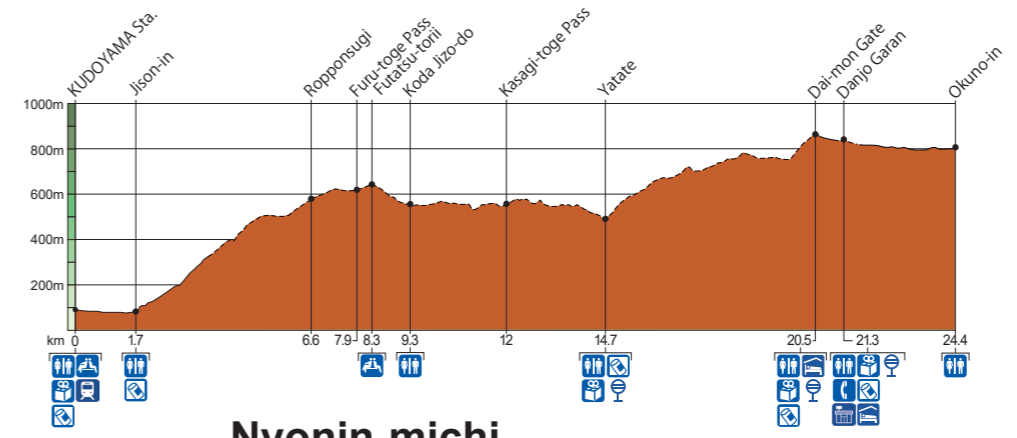 KUDOYAMA Sta.
Jison-in
Ropponsugi
Furu-toge Pass
Futatsu-torii
Koda Jizo-do
Kasagi-toge Pass
Yatate
Dai-mon Gate
Danjo Garan
Okuno-in
1000m
800m
600m
400m
200m
km 0 1.7 6.6 7.9 8.3 9.3 12 14.7 20.5 21.3 24.4
Nyonin-michi